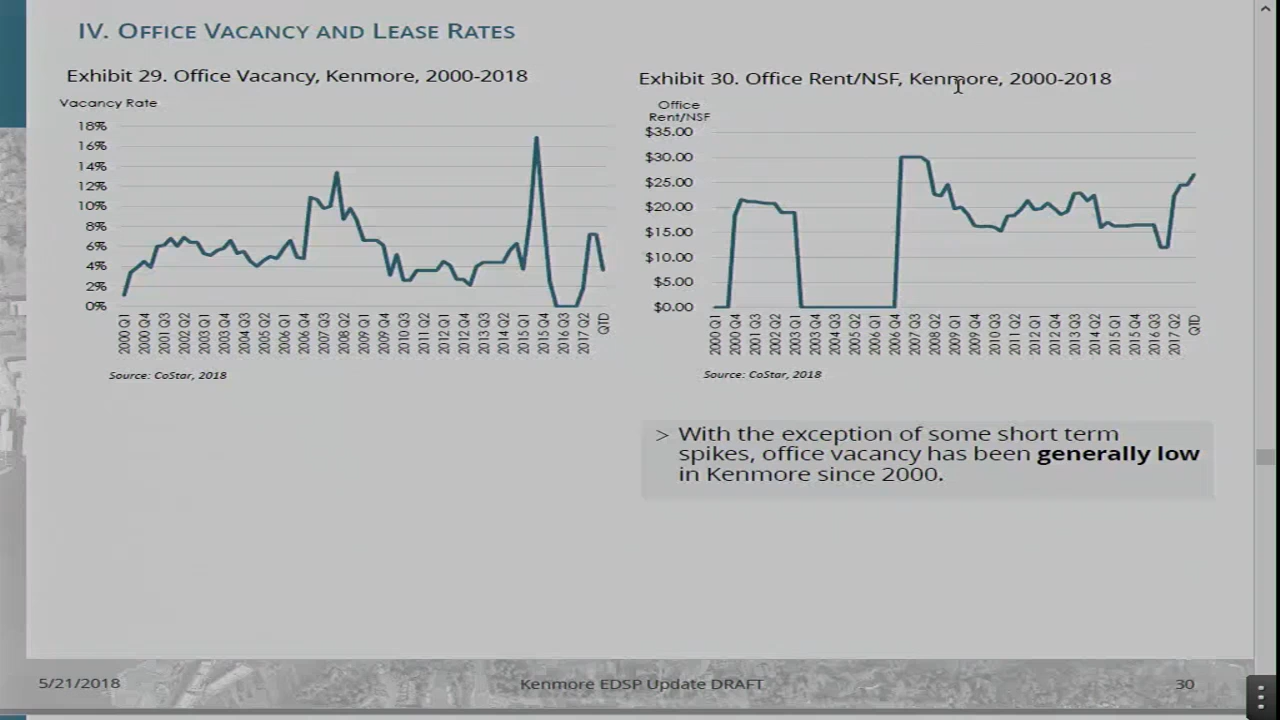 IV. OFFICE VACANCY AND LEASE RATES
Exhibit 29. Office Vacancy, Kenmore, 2000-2018
Vacancy Rate
18%
16%
14%
12%
10%
8%
6%
4%
2%
0%
2000 Q1
2000 Q4
2001 Q3
2002 Q2
2003 Q1
2003 Q4
2004 Q3
2005 Q2
2006 Q1
2006 Q4
2007 Q3
2008 Q2
2009 Q1
2009 Q4
2010 Q3
2011 Q2
2012 Q1
2012 Q4
2013 Q3
2014 Q2
2015 Q1
2015 Q4
2016 Q3
2017 Q2
QTD
Source: CoStar, 2018
Exhibit 30. Office Rent/NSF, Kenmore, 2000-2018
Office
Rent/NSF
$35.00
$30.00
$25.00
$20.00
$15.00
$10.00
$5.00
$0.00
2000 Q1
2000 Q4
2001 Q3
2002 Q2
2003 Q1
2003 Q4
2004 Q3
2005 Q2
2006 Q1
2006 Q4
2007 Q3
2008 Q2
2009 Q1
2009 Q4
2010 Q3
2011 Q2
2012 Q1
2012 Q4
2013 Q3
2014 Q2
2015 Q1
2015 Q4
2016 Q3
2017 Q2
QTD
Source: CoStar, 2018
> With the exception of some short term
spikes, office vacancy has been generally low
in Kenmore since 2000.
5/21/2018
Kenmore EDSP Update DRAFT
30